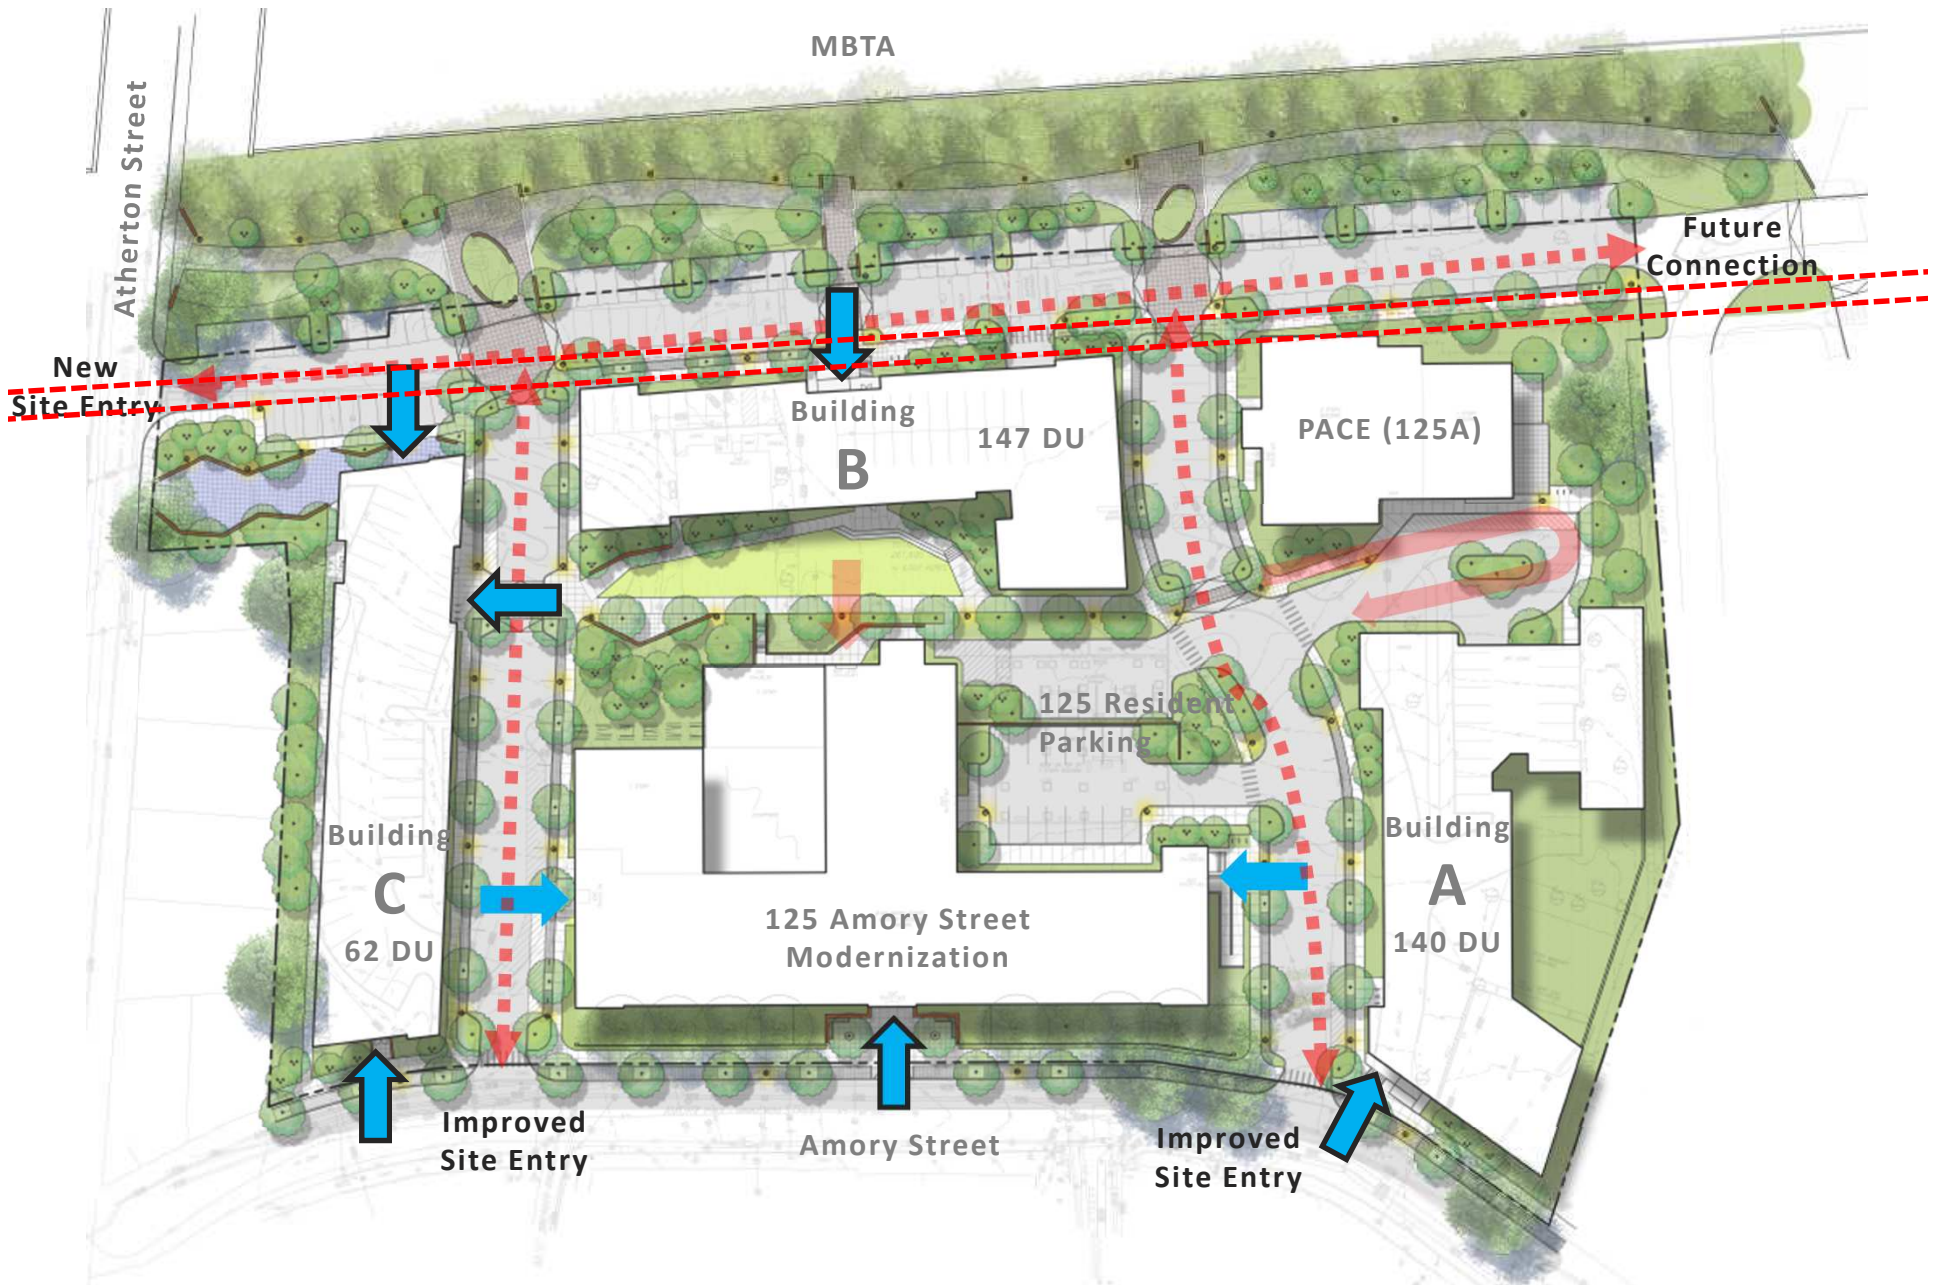 MBTA
Atherton Street
Future
Connection
New
Site Entry
Building
B
147 DU
PACE (125A)
125 Resident
Parking
Building
C
62 DU
125 Amory Street
Modernization
Building
A
140 DU
Improved
Site Entry
Amory Street
Improved
Site Entry